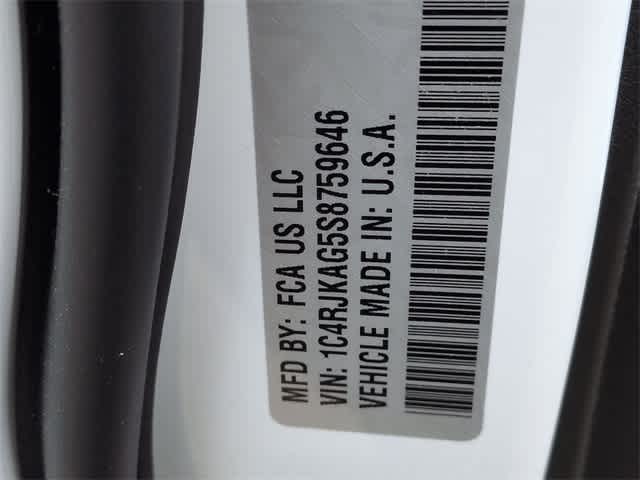 MFD BY: FCA US LLC
VIN: 1C4RJKAG5S8759646
VEHICLE MADE IN: U.S.A.